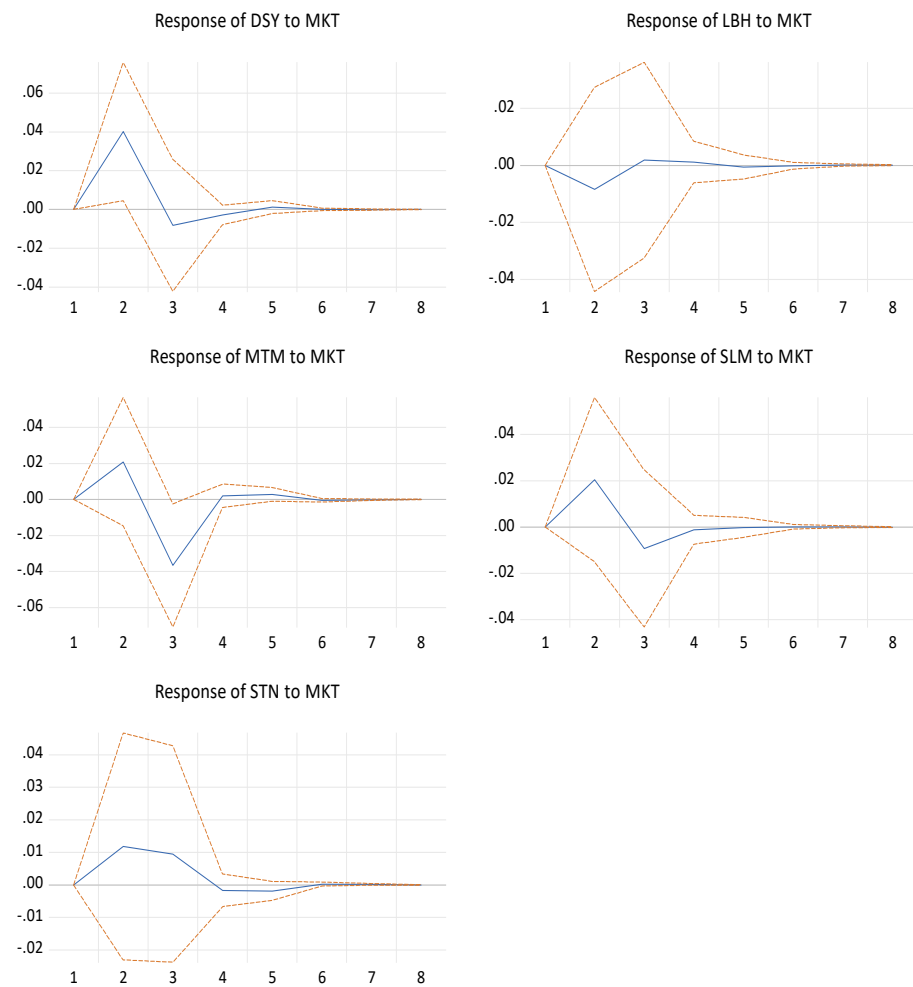 Response of DSY to MKT
.06
.04
.02
.00
-.02
-.04
1 2 3 4 5 6 7 8
Response of LBH to MKT
.02
.00
-.02
-.04
1 2 3 4 5 6 7 8
Response of MTM to MKT
.04
.02
.00
-.02
-.04
-.06
1 2 3 4 5 6 7 8
Response of SLM to MKT
.04
.02
.00
-.02
-.04
1 2 3 4 5 6 7 8
Response of STN to MKT
.04
.03
.02
.01
.00
-.01
-.02
1 2 3 4 5 6 7 8